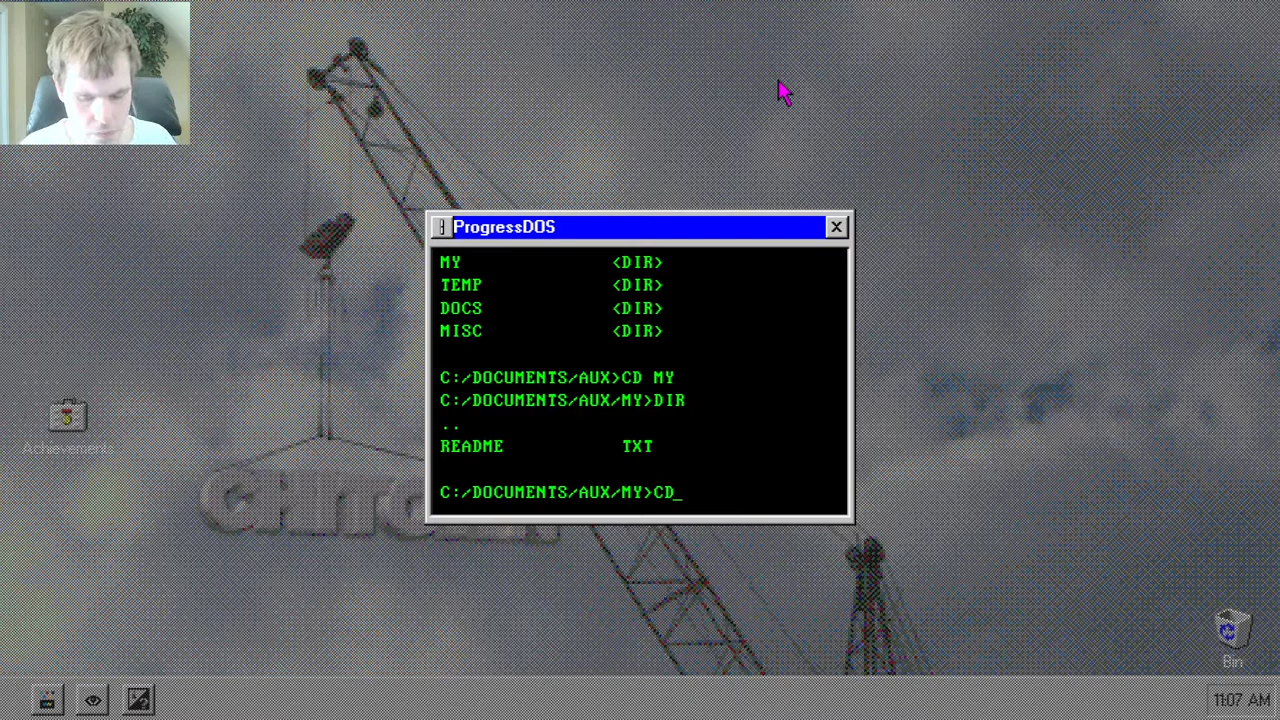 ProgressDOS
MY <DIR>
TEMP <DIR>
DOCS <DIR>
MISC <DIR>
C:/DOCUMENTS/AUX>CD MY
C:/DOCUMENTS/AUX/MY>DIR
..
README TXT
C:/DOCUMENTS/AUX/MY>CD_
Achievements
Bin
11:07 AM